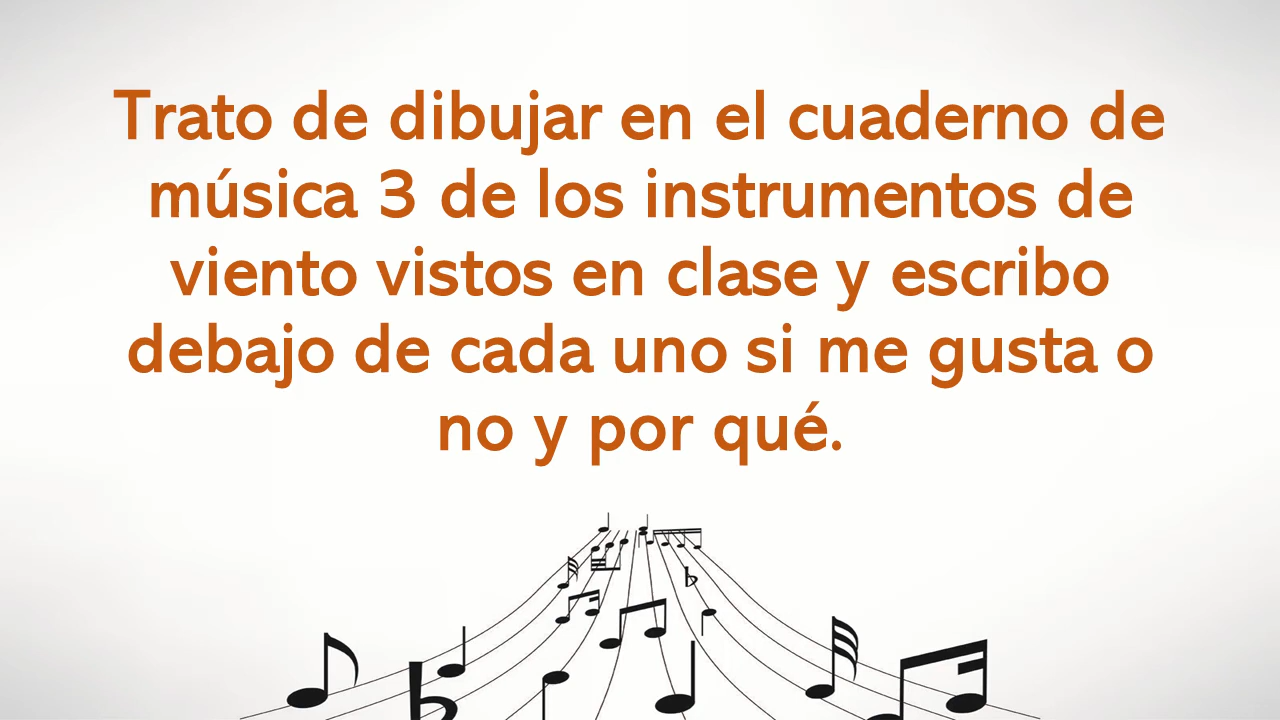 Trato de dibujar en el cuaderno de
música 3 de los instrumentos de
viento vistos en clase y escribo
debajo de cada uno si me gusta o
no y por qué.